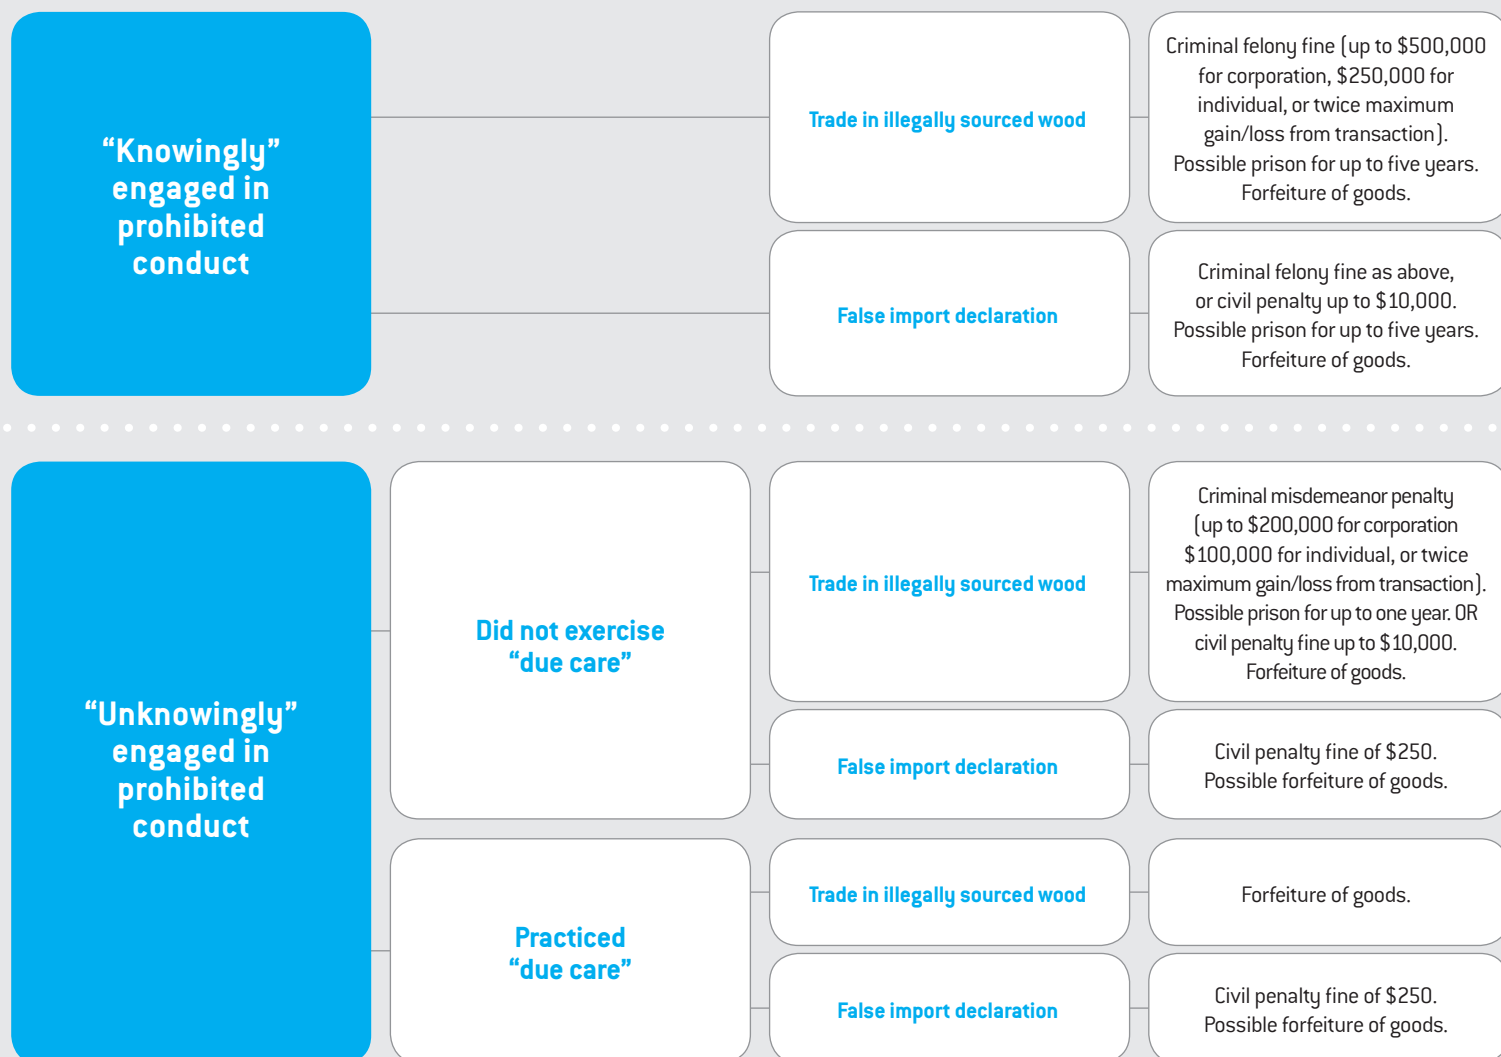 “Knowingly”
engaged in
prohibited
conduct
Trade in illegally sourced wood
Criminal felony fine (up to $500,000
for corporation, $250,000 for
individual, or twice maximum
gain/loss from transaction).
Possible prison for up to five years.
Forfeiture of goods.
False import declaration
Criminal felony fine as above,
or civil penalty up to $10,000.
Possible prison for up to five years.
Forfeiture of goods.
“Unknowingly”
engaged in
prohibited
conduct
Did not exercise
“due care”
Trade in illegally sourced wood
Criminal misdemeanor penalty
(up to $200,000 for corporation
$100,000 for individual, or twice
maximum gain/loss from transaction).
Possible prison for up to one year. OR
civil penalty fine up to $10,000.
Forfeiture of goods.
False import declaration
Civil penalty fine of $250.
Possible forfeiture of goods.
Practiced
“due care”
Trade in illegally sourced wood
Forfeiture of goods.
False import declaration
Civil penalty fine of $250.
Possible forfeiture of goods.